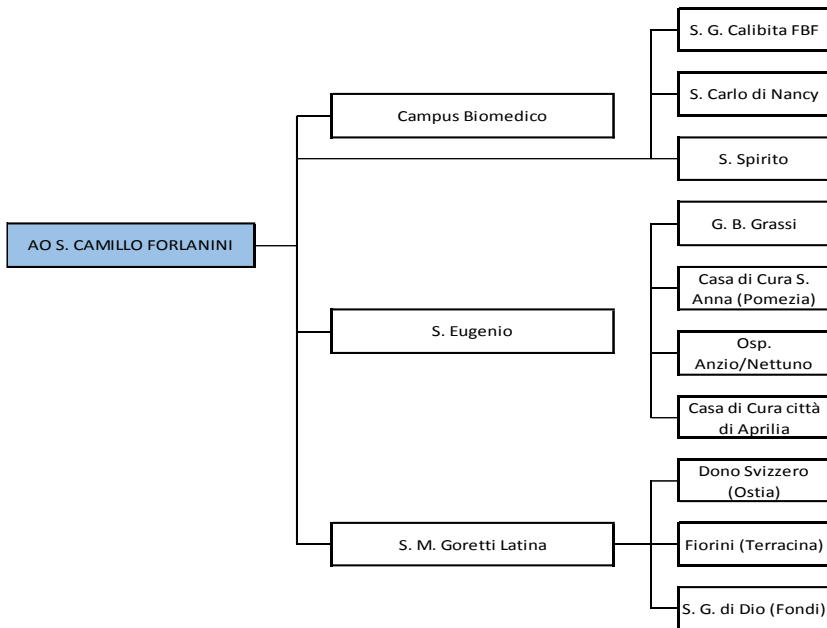 S. G. Calibita FBF
S. Carlo di Nancy
Campus Biomedico
S. Spirito
AO S. CAMILLO FORLANINI
G. B. Grassi
Casa di Cura S.
Anna (Pomezia)
S. Eugenio
Osp.
Anzio/Nettuno
Casa di Cura città
di Aprilia
Dono Svizzero
(Ostia)
S. M. Goretti Latina
Fiorini (Terracina)
S. G. di Dio (Fondi)